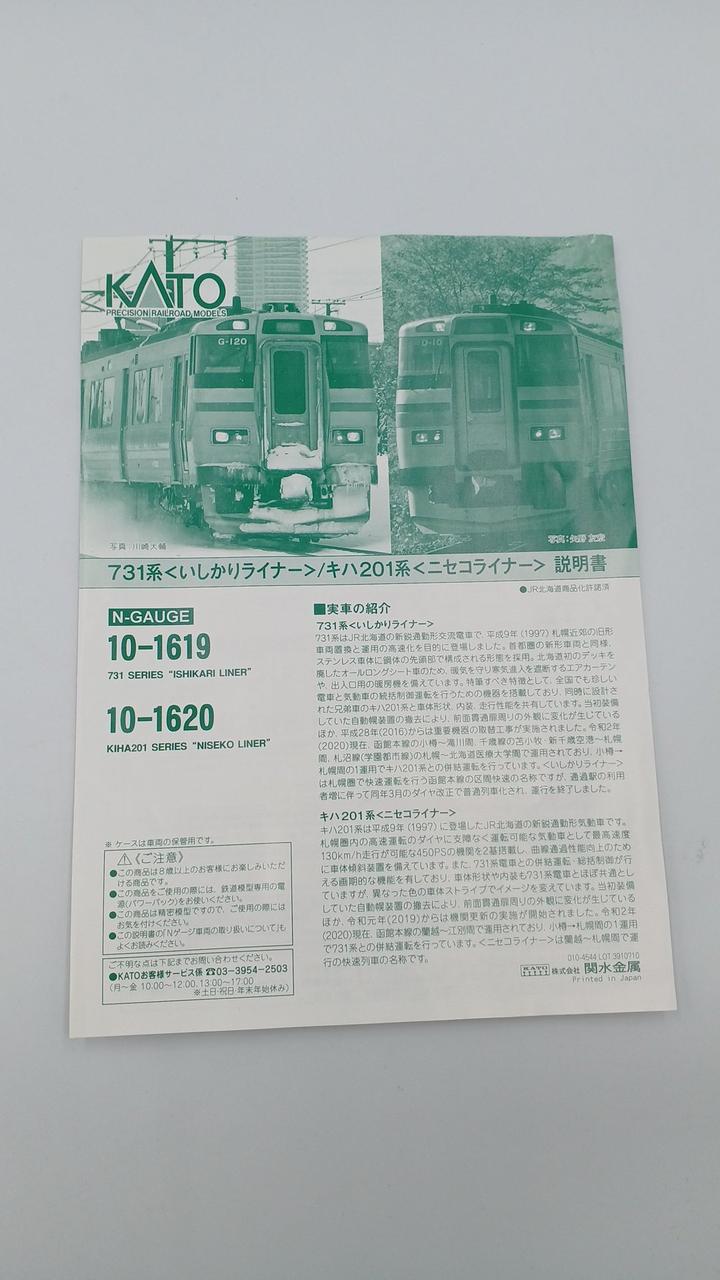 KATO
PRECISION RAILROAD MODELS
G-120
D-10
写真:川崎大輔
写真:矢野友宏
731系<いしかりライナー>/キハ201系<ニセコライナー> 説明書
●JR北海道商品化許諾済
N-GAUGE
10-1619
731 SERIES "ISHIKARI LINER"
10-1620
KIHA201 SERIES "NISEKO LINER"
※ ケースは車両の保管用です。
⚠《ご注意》
●この商品は8歳以上のお客様にお楽しみいただ
ける商品です。
●この商品をご使用の際には、鉄道模型専用の電
源(パワーパック)をお使いください。
●この商品は精密模型ですので、ご使用の際には
お気を付けください。
●この説明書の「Nゲージ車両の取り扱いについて」も
よくお読みください。
ご不明な点は下記までお問い合わせください。
●KATOお客様サービス係 ☎03-3954-2503
(月〜金 10:00〜12:00,13:00〜17:00
※土日・祝日・年末年始休み)
■実車の紹介
731系<いしかりライナー>
731系はJR北海道の新鋭通勤形交流電車で、平成9年(1997)札幌近郊の旧形
車両置換と運用の高速化を目的に登場しました。首都圏の新形車両と同様、
ステンレス車体に鋼体の先頭部で構成される形態を採用。北海道初のデッキを
廃したオールロングシート車のため、暖気を守り寒気進入を遮断するエアカーテン
や、出入口用の暖房機を備えています。特筆すべき特徴として、全国でも珍しい
電車と気動車の統括制御運転を行うための機器を搭載しており、同時に設計さ
れた兄弟車のキハ201系と車体形状、内装、走行性能を共有しています。当初装備
していた自動幌装置の撤去により、前面貫通扉周りの外観に変化が生じている
ほか、平成28年(2016)からは重要機器の取替工事が施されました。令和2年
(2020)現在、函館本線の小樽〜滝川間、千歳線の苫小牧・新千歳空港〜札幌
間、札沼線(学園都市線)の札幌〜北海道医療大学間で運用されており、小樽→
札幌間の1運用でキハ201系との併結運転を行っています。<いしかりライナー>
は札幌圏で快速運転を行う函館本線の区間快速の名称ですが、通過駅の利用
者増に伴って同年3月のダイヤ改正で普通列車化され、運行を終了しました。
キハ201系<ニセコライナー>
キハ201系は平成9年(1997)に登場したJR北海道の新鋭通勤形気動車です。
札幌圏内の高速運転のダイヤに支障なく運転可能な気動車として最高速度
130km/h走行が可能な450PSの機関を2基搭載し、曲線通過性能向上のため
に車体傾斜装置を備えています。また、731系電車との併結運転・総括制御が行
える画期的な機能を有しており、車体形状や内装も731系電車とほぼ共通とし
ていますが、異なった色の車体ストライプでイメージを変えています。当初装備
していた自動幌装置の撤去により、前面貫通扉周りの外観に変化が生じている
ほか、令和元年(2019)からは機関更新の実施が開始されました。令和2年
(2020)現在、函館本線の蘭越〜江別間で運用されており、小樽→札幌間の1運用
で731系との併結運転を行っています。<ニセコライナー>は蘭越〜札幌間で運
行の快速列車の名称です。
010-4544 LOT.3910710
KATO 株式会社 関水金属
Printed in Japan